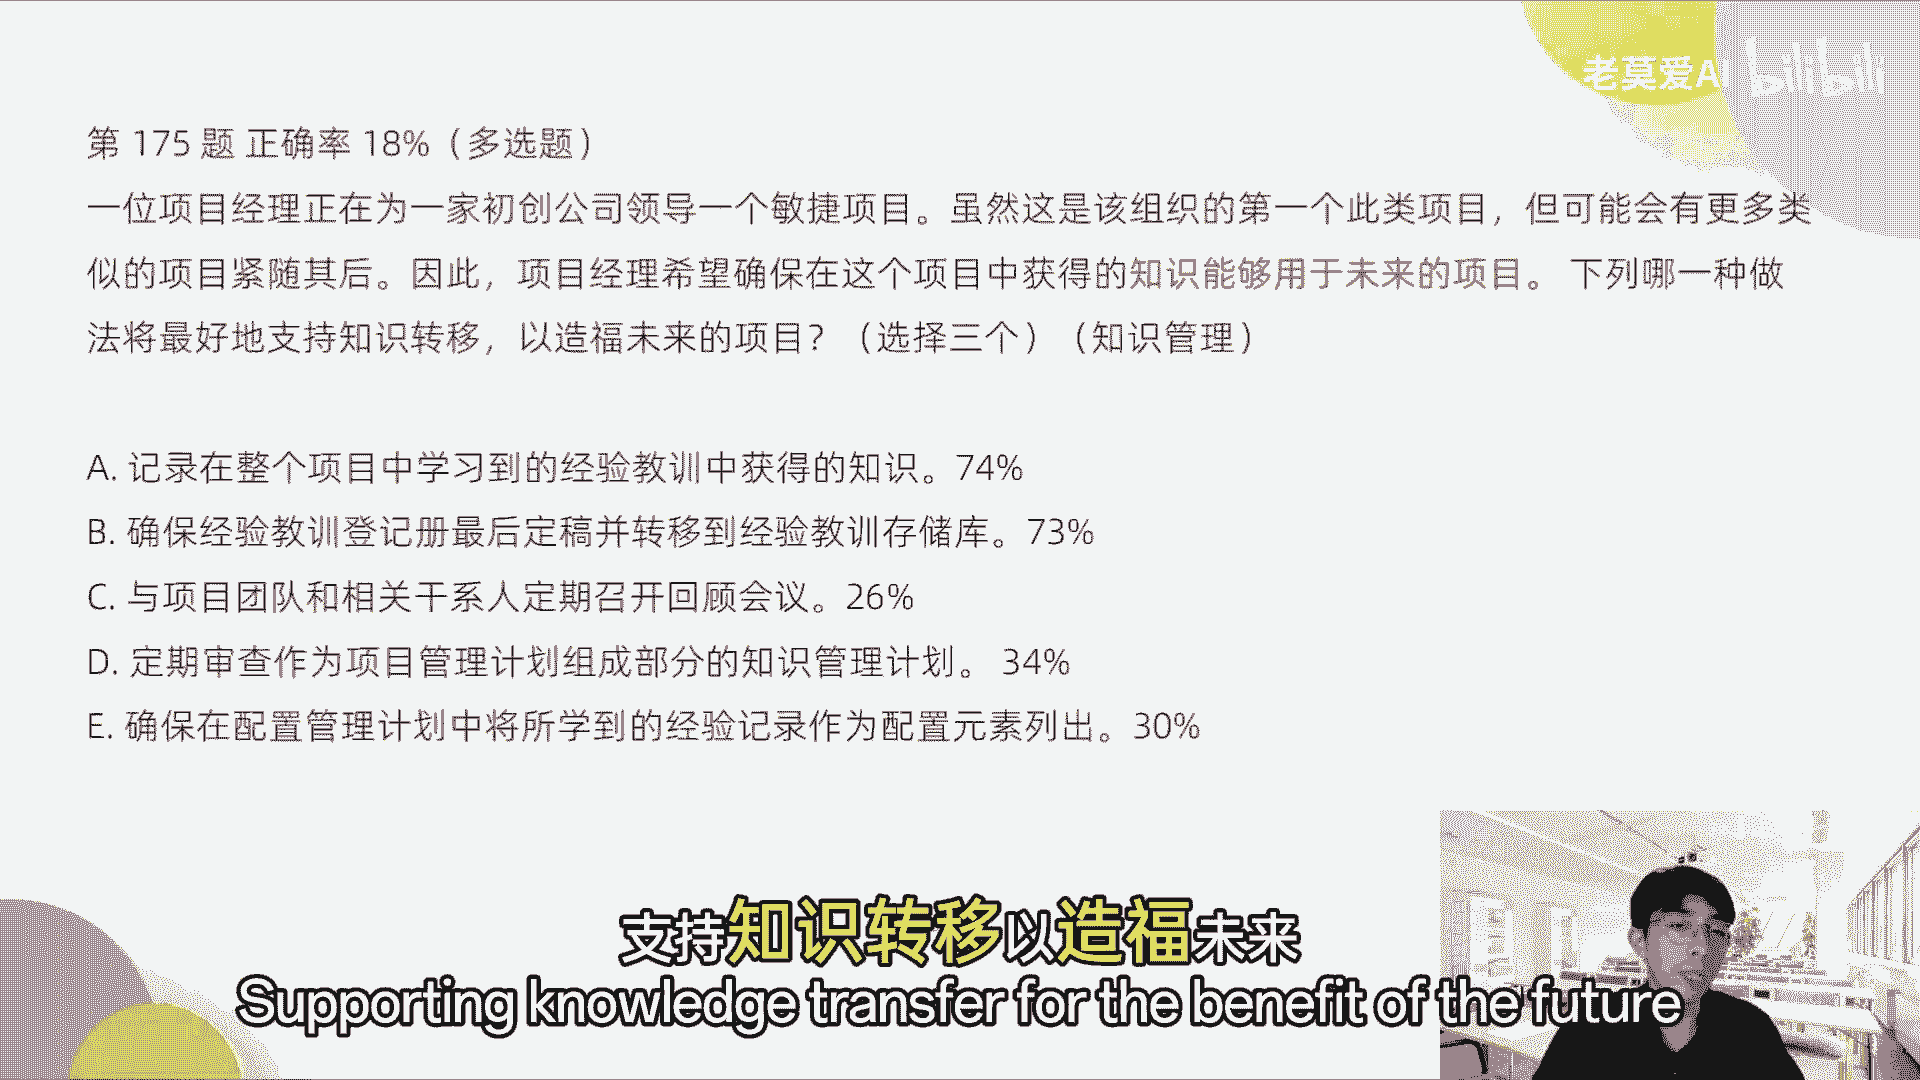 老莫爱AI bilibili
第 175 题 正确率 18%（多选题）
一位项目经理正在为一家初创公司领导一个敏捷项目。虽然这是该组织的第一个此类项目，但可能会有更多类
似的项目紧随其后。因此，项目经理希望确保在这个项目中获得的知识能够用于未来的项目。 下列哪一种做
法将最好地支持知识转移，以造福未来的项目？（选择三个）（知识管理）
A. 记录在整个项目中学习到的经验教训中获得的知识。74%
B. 确保经验教训登记册最后定稿并转移到经验教训存储库。73%
C. 与项目团队和相关干系人定期召开回顾会议。26%
D. 定期审查作为项目管理计划组成部分的知识管理计划。 34%
E. 确保在配置管理计划中将所学到的经验记录作为配置元素列出。30%
支持知识转移以造福未来
Supporting knowledge transfer for the benefit of the future